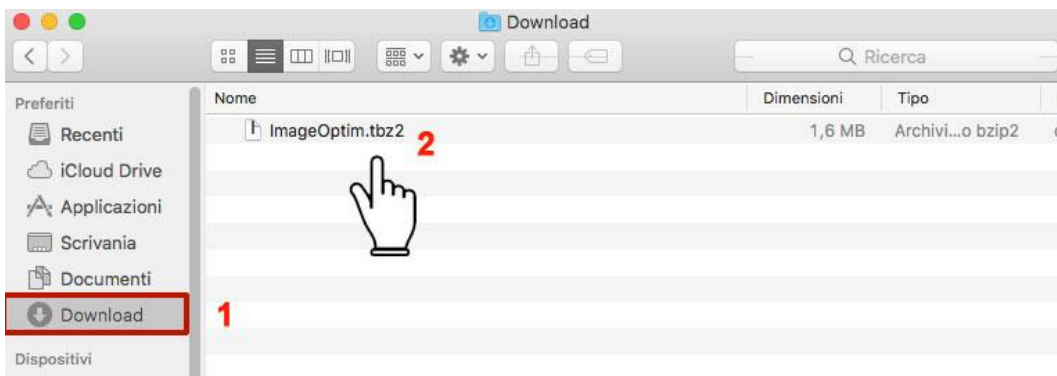 Download
Ricerca
Preferiti
Recenti
iCloud Drive
Applicazioni
Scrivania
Documenti
Download
1
Dispositivi
Nome Dimensioni Tipo
ImageOptim.tbz2 1,6 MB Archivi...o bzip2
2